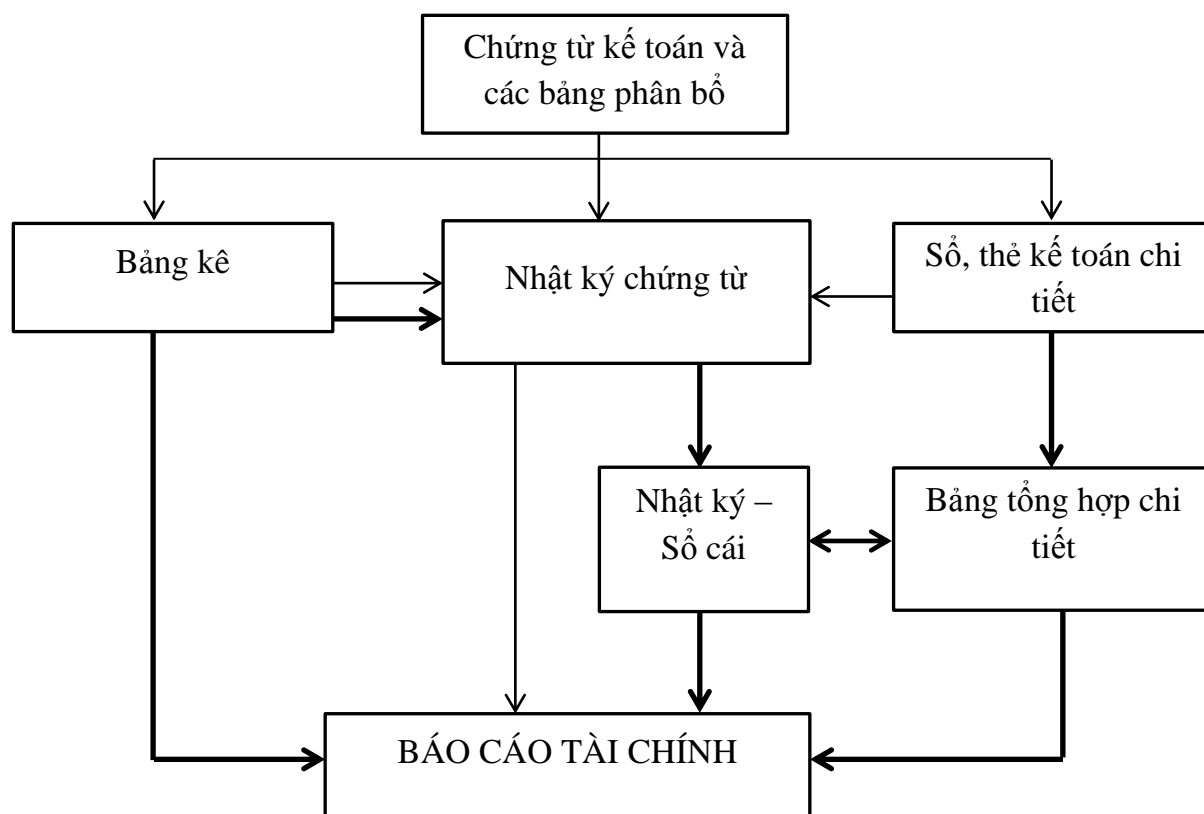 Chứng từ kế toán và
các bảng phân bổ
Bảng kê
Nhật ký chứng từ
Sổ, thẻ kế toán chi
tiết
Nhật ký –
Sổ cái
Bảng tổng hợp chi
tiết
BÁO CÁO TÀI CHÍNH